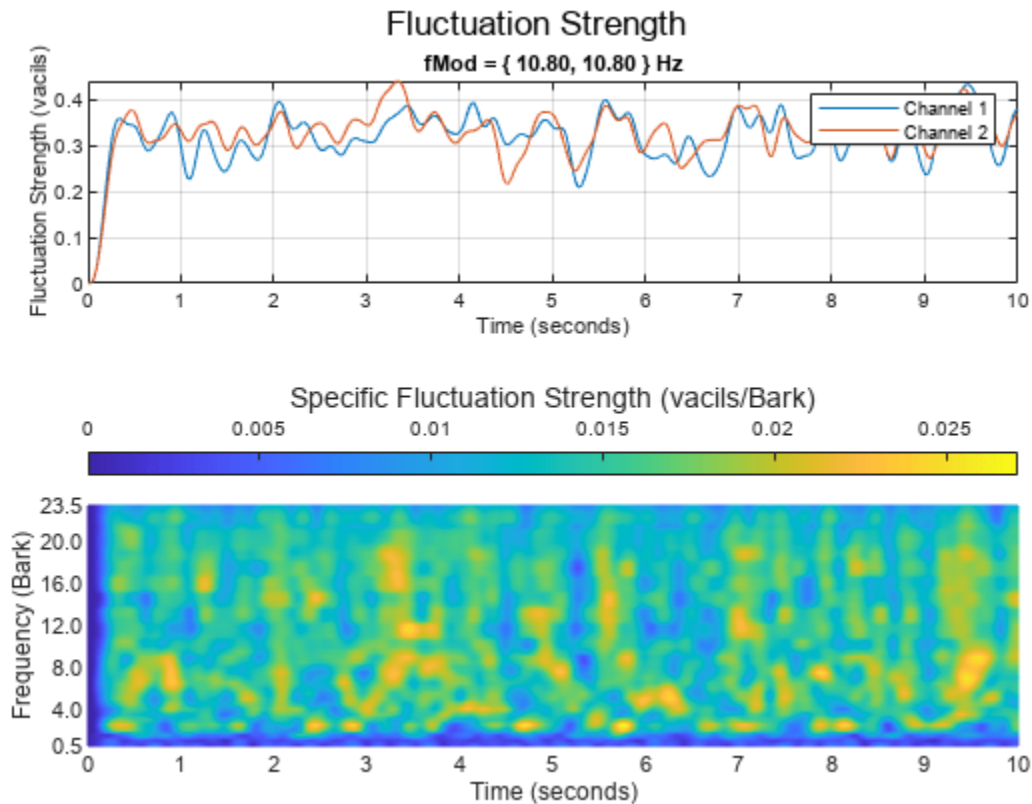 Fluctuation Strength
fMod = { 10.80, 10.80 } Hz
Fluctuation Strength (vacils)
0.4
0.3
0.2
0.1
0
Channel 1
Channel 2
0 1 2 3 4 5 6 7 8 9 10
Time (seconds)
Specific Fluctuation Strength (vacils/Bark)
0 0.005 0.01 0.015 0.02 0.025
Frequency (Bark)
23.5
20.0
16.0
12.0
8.0
4.0
0.5
0 1 2 3 4 5 6 7 8 9 10
Time (seconds)